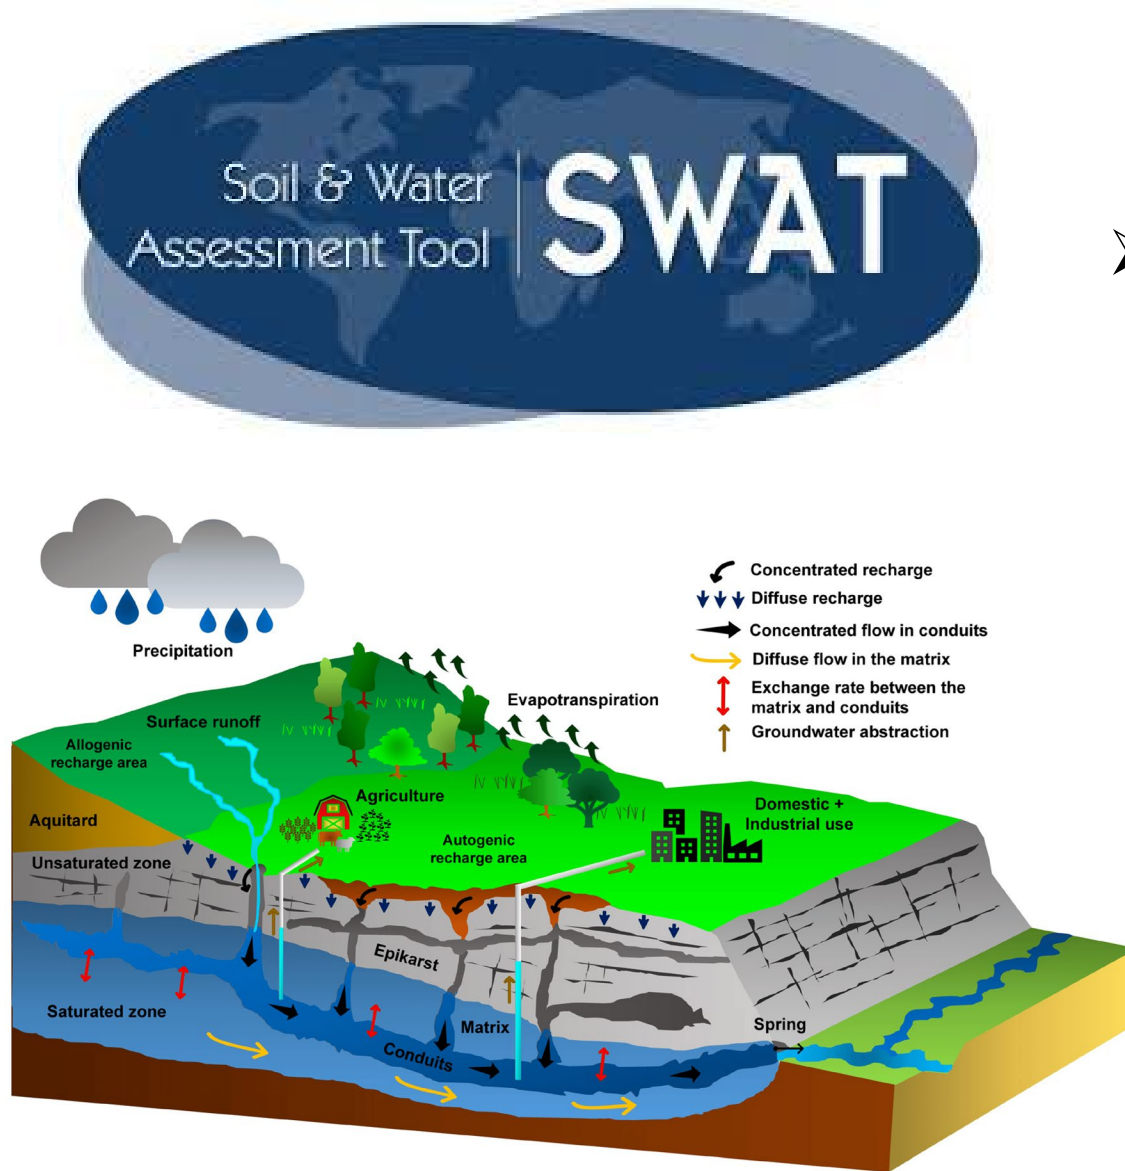 Soil & Water
Assessment Tool
SWAT
Precipitation
Concentrated recharge
Diffuse recharge
Concentrated flow in conduits
Diffuse flow in the matrix
Exchange rate between the
matrix and conduits
Groundwater abstraction
Evapotranspiration
Surface runoff
Allogenic
recharge area
Agriculture
Domestic +
Industrial use
Aquitard
Autogenic
recharge area
Unsaturated zone
Epikarst
Saturated zone
Matrix
Spring
Conduits